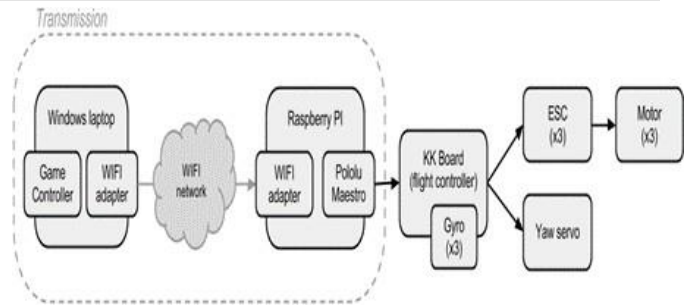 Transmission
Windows laptop
Game
Controller
WIFI
adapter
WIFI
network
Raspberry PI
WIFI
adapter
Pololu
Maestro
KK Board
(flight controller)
Gyro
(x3)
ESC
(x3)
Motor
(x3)
Yaw servo